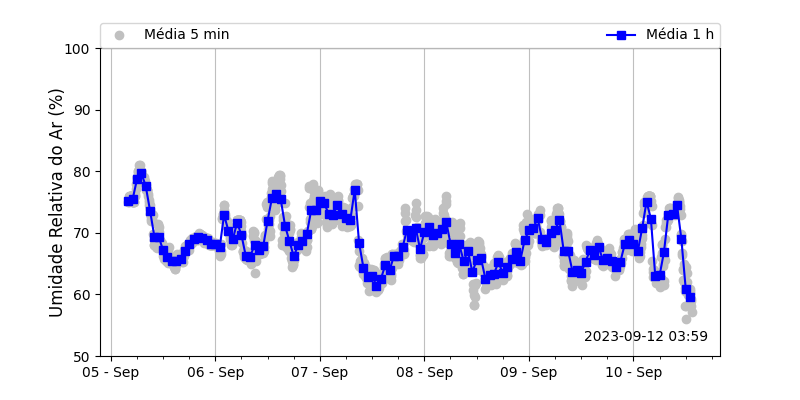 Média 5 min
Média 1 h
100
90
80
70
60
50
Umidade Relativa do Ar (%)
2023-09-12 03:59
05 - Sep
06 - Sep
07 - Sep
08 - Sep
09 - Sep
10 - Sep